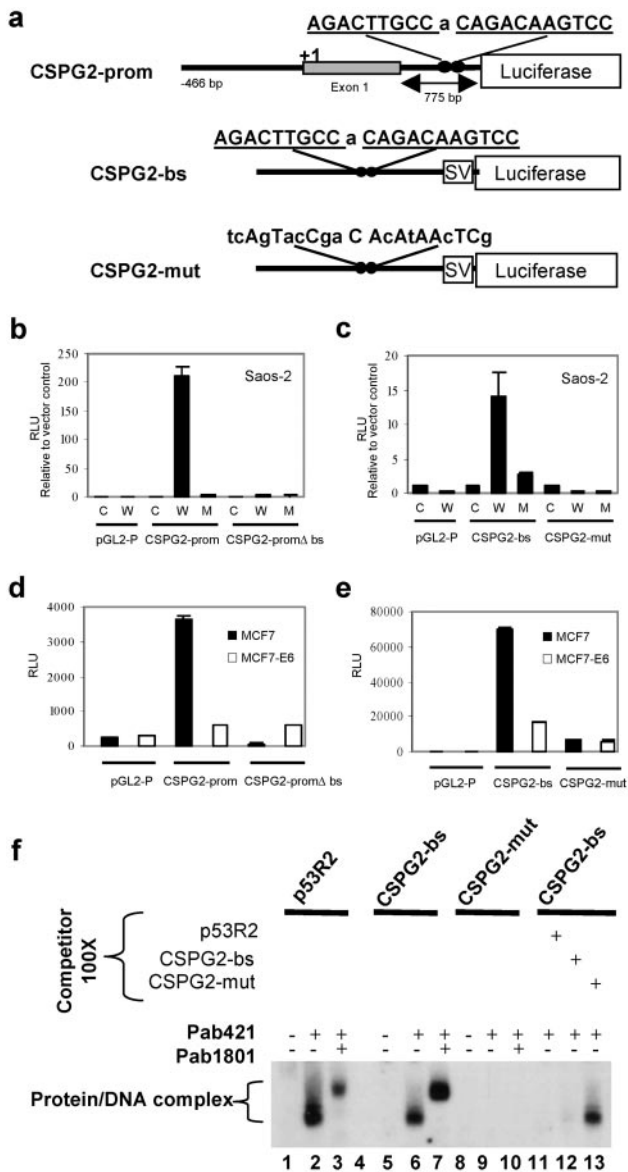 a
AGACTTGCC a CAGACAAGTCC
CSPG2-prom
+1
-466 bp
Exon 1
775 bp
Luciferase
AGACTTGCC a CAGACAAGTCC
CSPG2-bs
SV
Luciferase
tcAgTacCga C AcAtAAcTCg
CSPG2-mut
SV
Luciferase
b
RLU
Relative to vector control
250
200
150
100
50
0
Saos-2
C W C W M C W M
pGL2-P CSPG2-prom CSPG2-promΔ bs
c
RLU
Relative to vector control
20
15
10
5
0
Saos-2
C W C W M C W M
pGL2-P CSPG2-bs CSPG2-mut
d
RLU
4000
3000
2000
1000
0
MCF7
MCF7-E6
pGL2-P CSPG2-prom CSPG2-promΔ bs
e
RLU
80000
60000
40000
20000
0
MCF7
MCF7-E6
pGL2-P CSPG2-bs CSPG2-mut
f
p53R2 CSPG2-bs CSPG2-mut CSPG2-bs
Competitor
100X
p53R2 +
CSPG2-bs +
CSPG2-mut +
Pab421 - + + - + + - + + + + +
Pab1801 - - + - - + - - + - - -
Protein/DNA complex
1 2 3 4 5 6 7 8 9 10 11 12 13